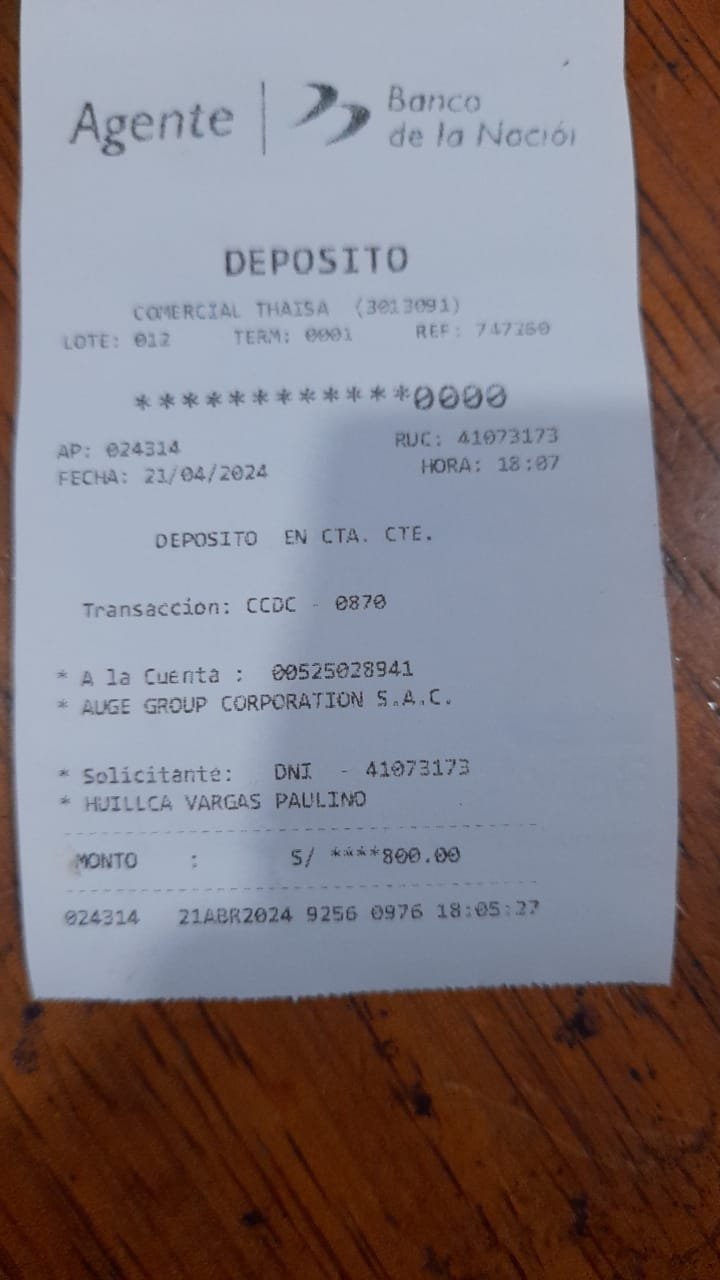 Agente | Banco
de la Nación
DEPOSITO
COMERCIAL THAISA (3013091)
LOTE: 012 TERM: 0001 REF: 747260
************0000
AP: 024314 RUC: 41073173
FECHA: 21/04/2024 HORA: 18:07
DEPOSITO EN CTA. CTE.
Transaccion: CCDC - 0870
* A la Cuenta : 00525028941
* AUGE GROUP CORPORATION S.A.C.
* Solicitante: DNI - 41073173
* HUILLCA VARGAS PAULINO
MONTO : S/ ****800.00
024314 21ABR2024 9256 0976 18:05:27